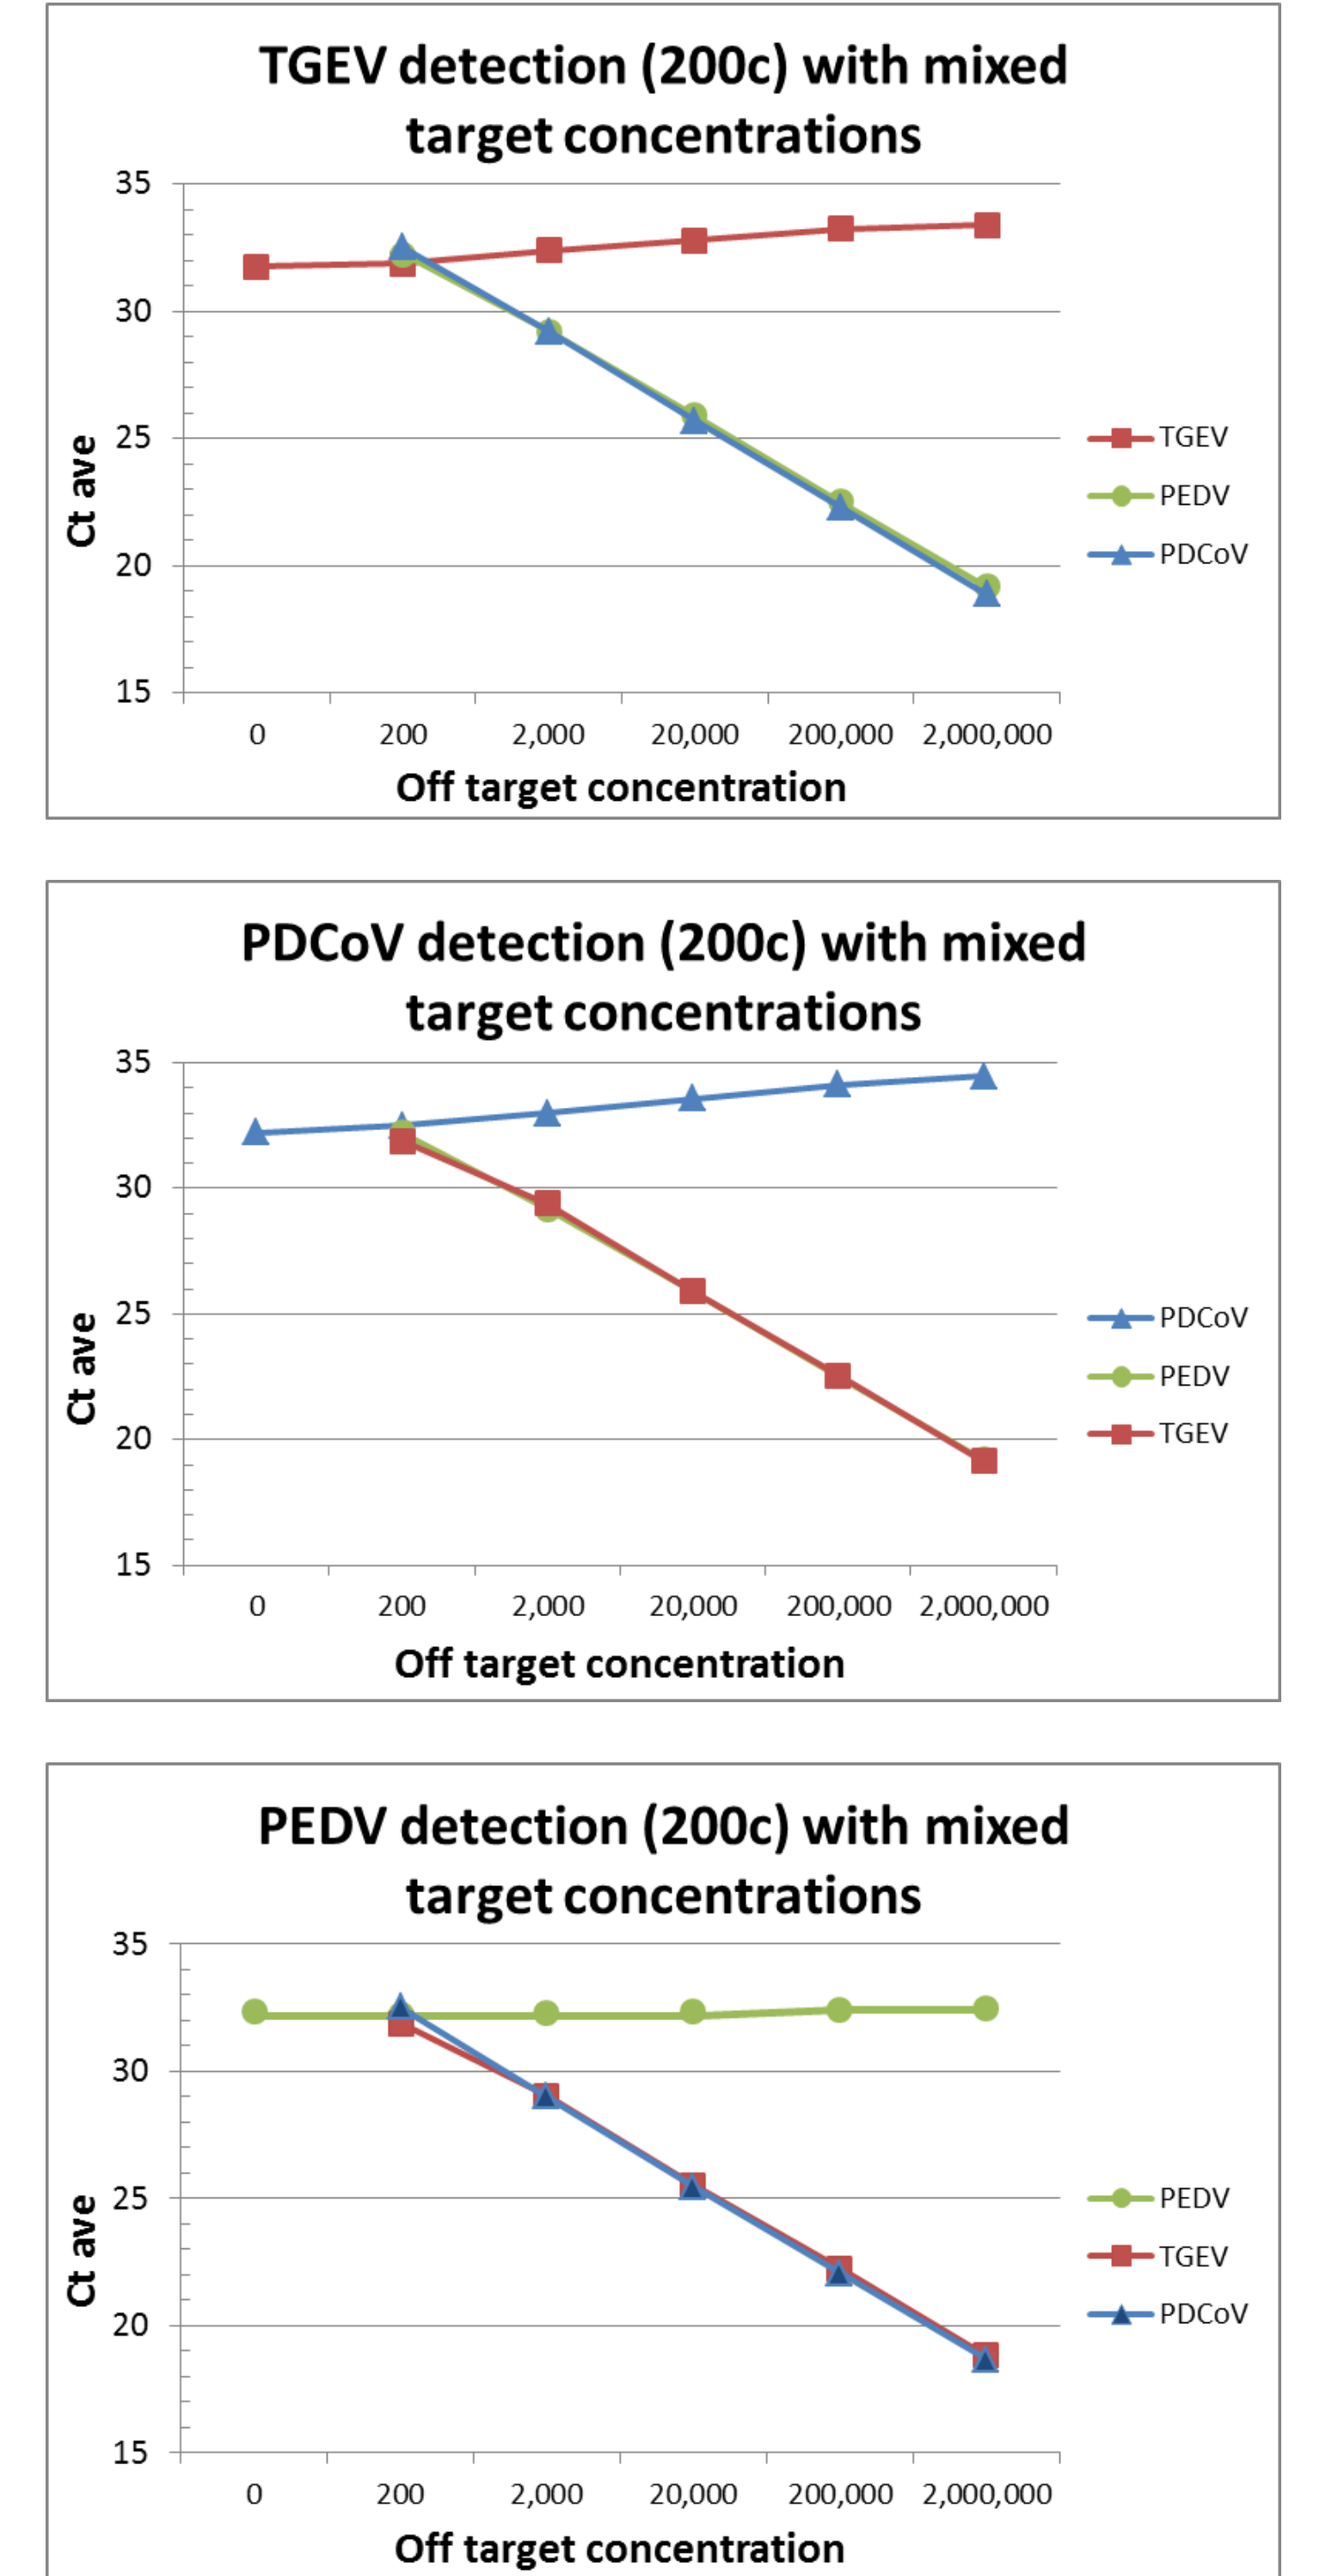 TGEV detection (200c) with mixed
target concentrations
35
30
25
20
15
Ct ave
TGEV
PEDV
PDCoV
0 200 2,000 20,000 200,000 2,000,000
Off target concentration
PDCoV detection (200c) with mixed
target concentrations
35
30
25
20
15
Ct ave
PDCoV
PEDV
TGEV
0 200 2,000 20,000 200,000 2,000,000
Off target concentration
PEDV detection (200c) with mixed
target concentrations
35
30
25
20
15
Ct ave
PEDV
TGEV
PDCoV
0 200 2,000 20,000 200,000 2,000,000
Off target concentration